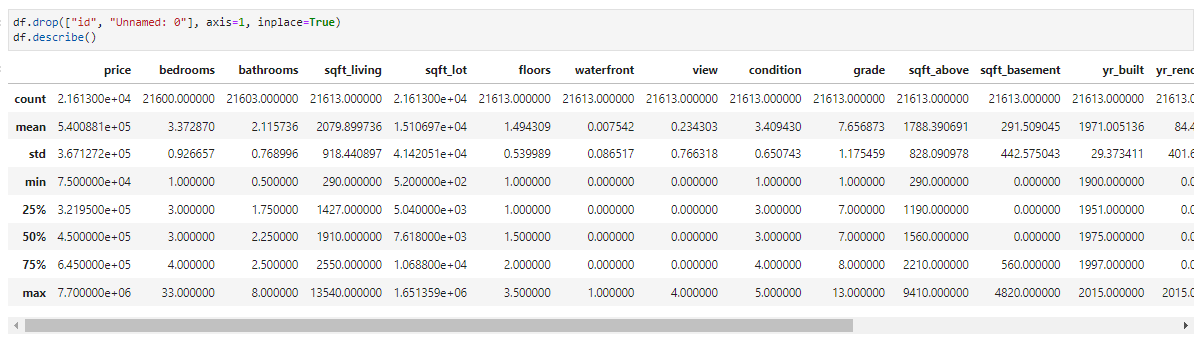 df.drop(["id", "Unnamed: 0"], axis=1, inplace=True)
df.describe()
price bedrooms bathrooms sqft_living sqft_lot floors waterfront view condition grade sqft_above sqft_basement yr_built yr_reno
count 2.161300e+04 21600.000000 21603.000000 21613.000000 2.161300e+04 21613.000000 21613.000000 21613.000000 21613.000000 21613.000000 21613.000000 21613.000000 21613.000000 21613.0
mean 5.400881e+05 3.372870 2.115736 2079.899736 1.510697e+04 1.494309 0.007542 0.234303 3.409430 7.656873 1788.390691 291.509045 1971.005136 84.4
std 3.671272e+05 0.926657 0.768996 918.440897 4.142051e+04 0.539989 0.086517 0.766318 0.650743 1.175459 828.090978 442.575043 29.373411 401.6
min 7.500000e+04 1.000000 0.500000 290.000000 5.200000e+02 1.000000 0.000000 0.000000 1.000000 1.000000 290.000000 0.000000 1900.000000 0.0
25% 3.219500e+05 3.000000 1.750000 1427.000000 5.040000e+03 1.000000 0.000000 0.000000 3.000000 7.000000 1190.000000 0.000000 1951.000000 0.0
50% 4.500000e+05 3.000000 2.250000 1910.000000 7.618000e+03 1.500000 0.000000 0.000000 3.000000 7.000000 1560.000000 0.000000 1975.000000 0.0
75% 6.450000e+05 4.000000 2.500000 2550.000000 1.068800e+04 2.000000 0.000000 0.000000 4.000000 8.000000 2210.000000 560.000000 1997.000000 0.0
max 7.700000e+06 33.000000 8.000000 13540.000000 1.651359e+06 3.500000 1.000000 4.000000 5.000000 13.000000 9410.000000 4820.000000 2015.000000 2015.0